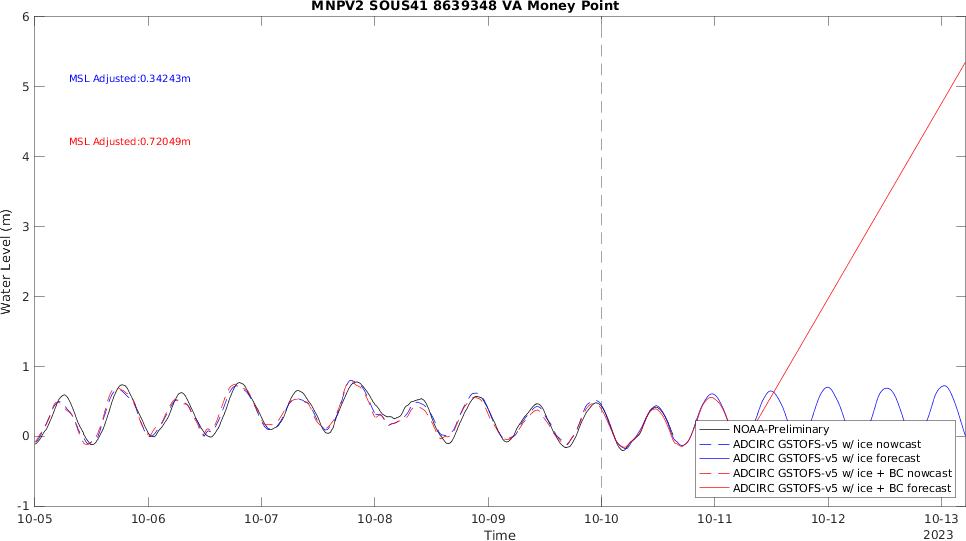 MNPV2 SOUS41 8639348 VA Money Point
6
5
4
3
2
1
0
-1
Water Level (m)
MSL Adjusted:0.34243m
MSL Adjusted:0.72049m
NOAA-Preliminary
ADCIRC GSTOFS-v5 w/ ice nowcast
ADCIRC GSTOFS-v5 w/ ice forecast
ADCIRC GSTOFS-v5 w/ ice + BC nowcast
ADCIRC GSTOFS-v5 w/ ice + BC forecast
10-05 10-06 10-07 10-08 10-09 10-10 10-11 10-12 10-13
Time
2023